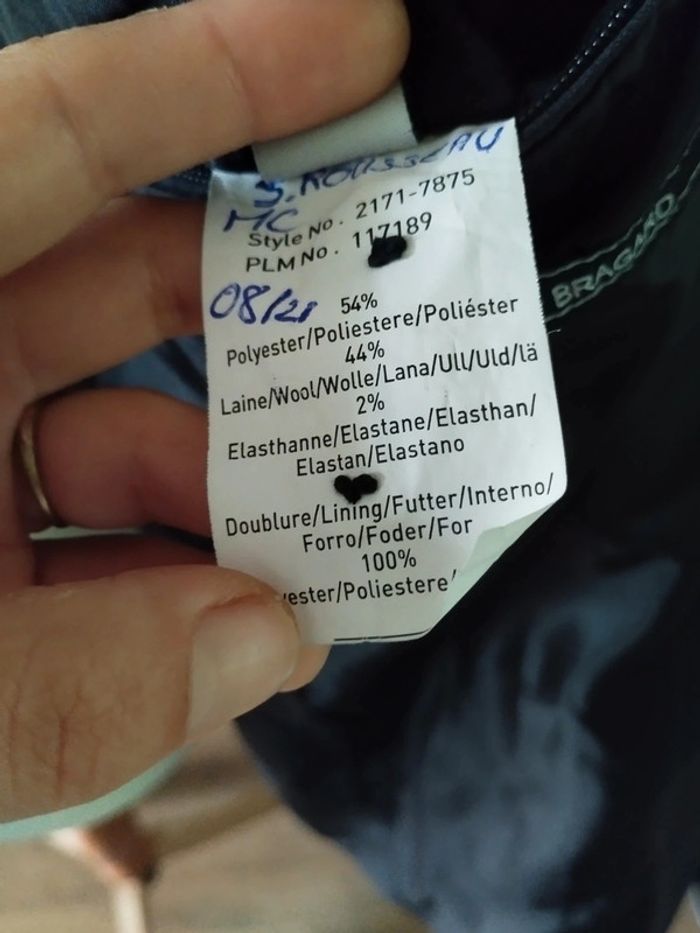 S. ROUSSEAU
MC
Style No. 2171-7875
PLM No. 117189
08/21
54%
Polyester/Poliestere/Poliéster
44%
Laine/Wool/Wolle/Lana/Ull/Uld/lä
2%
Elasthanne/Elastane/Elasthan/
Elastan/Elastano
Doublure/Lining/Futter/Interno/
Forro/Foder/For
100%
yester/Poliestere/
BRAGARD